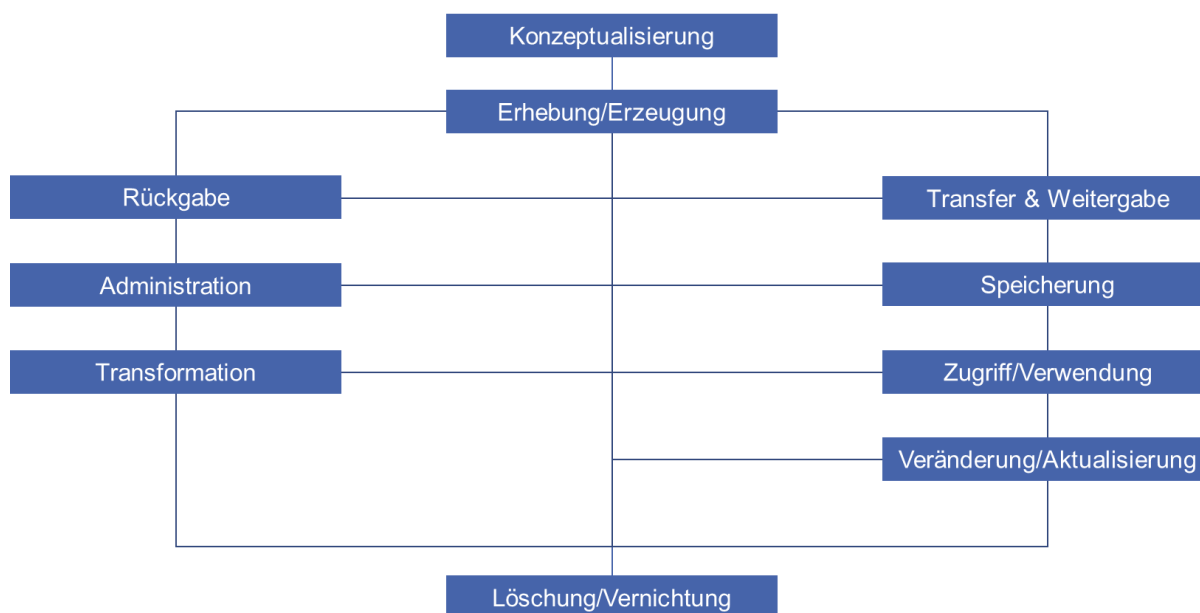 Konzeptualisierung
Erhebung/Erzeugung
Rückgabe
Transfer & Weitergabe
Administration
Speicherung
Transformation
Zugriff/Verwendung
Veränderung/Aktualisierung
Löschung/Vernichtung